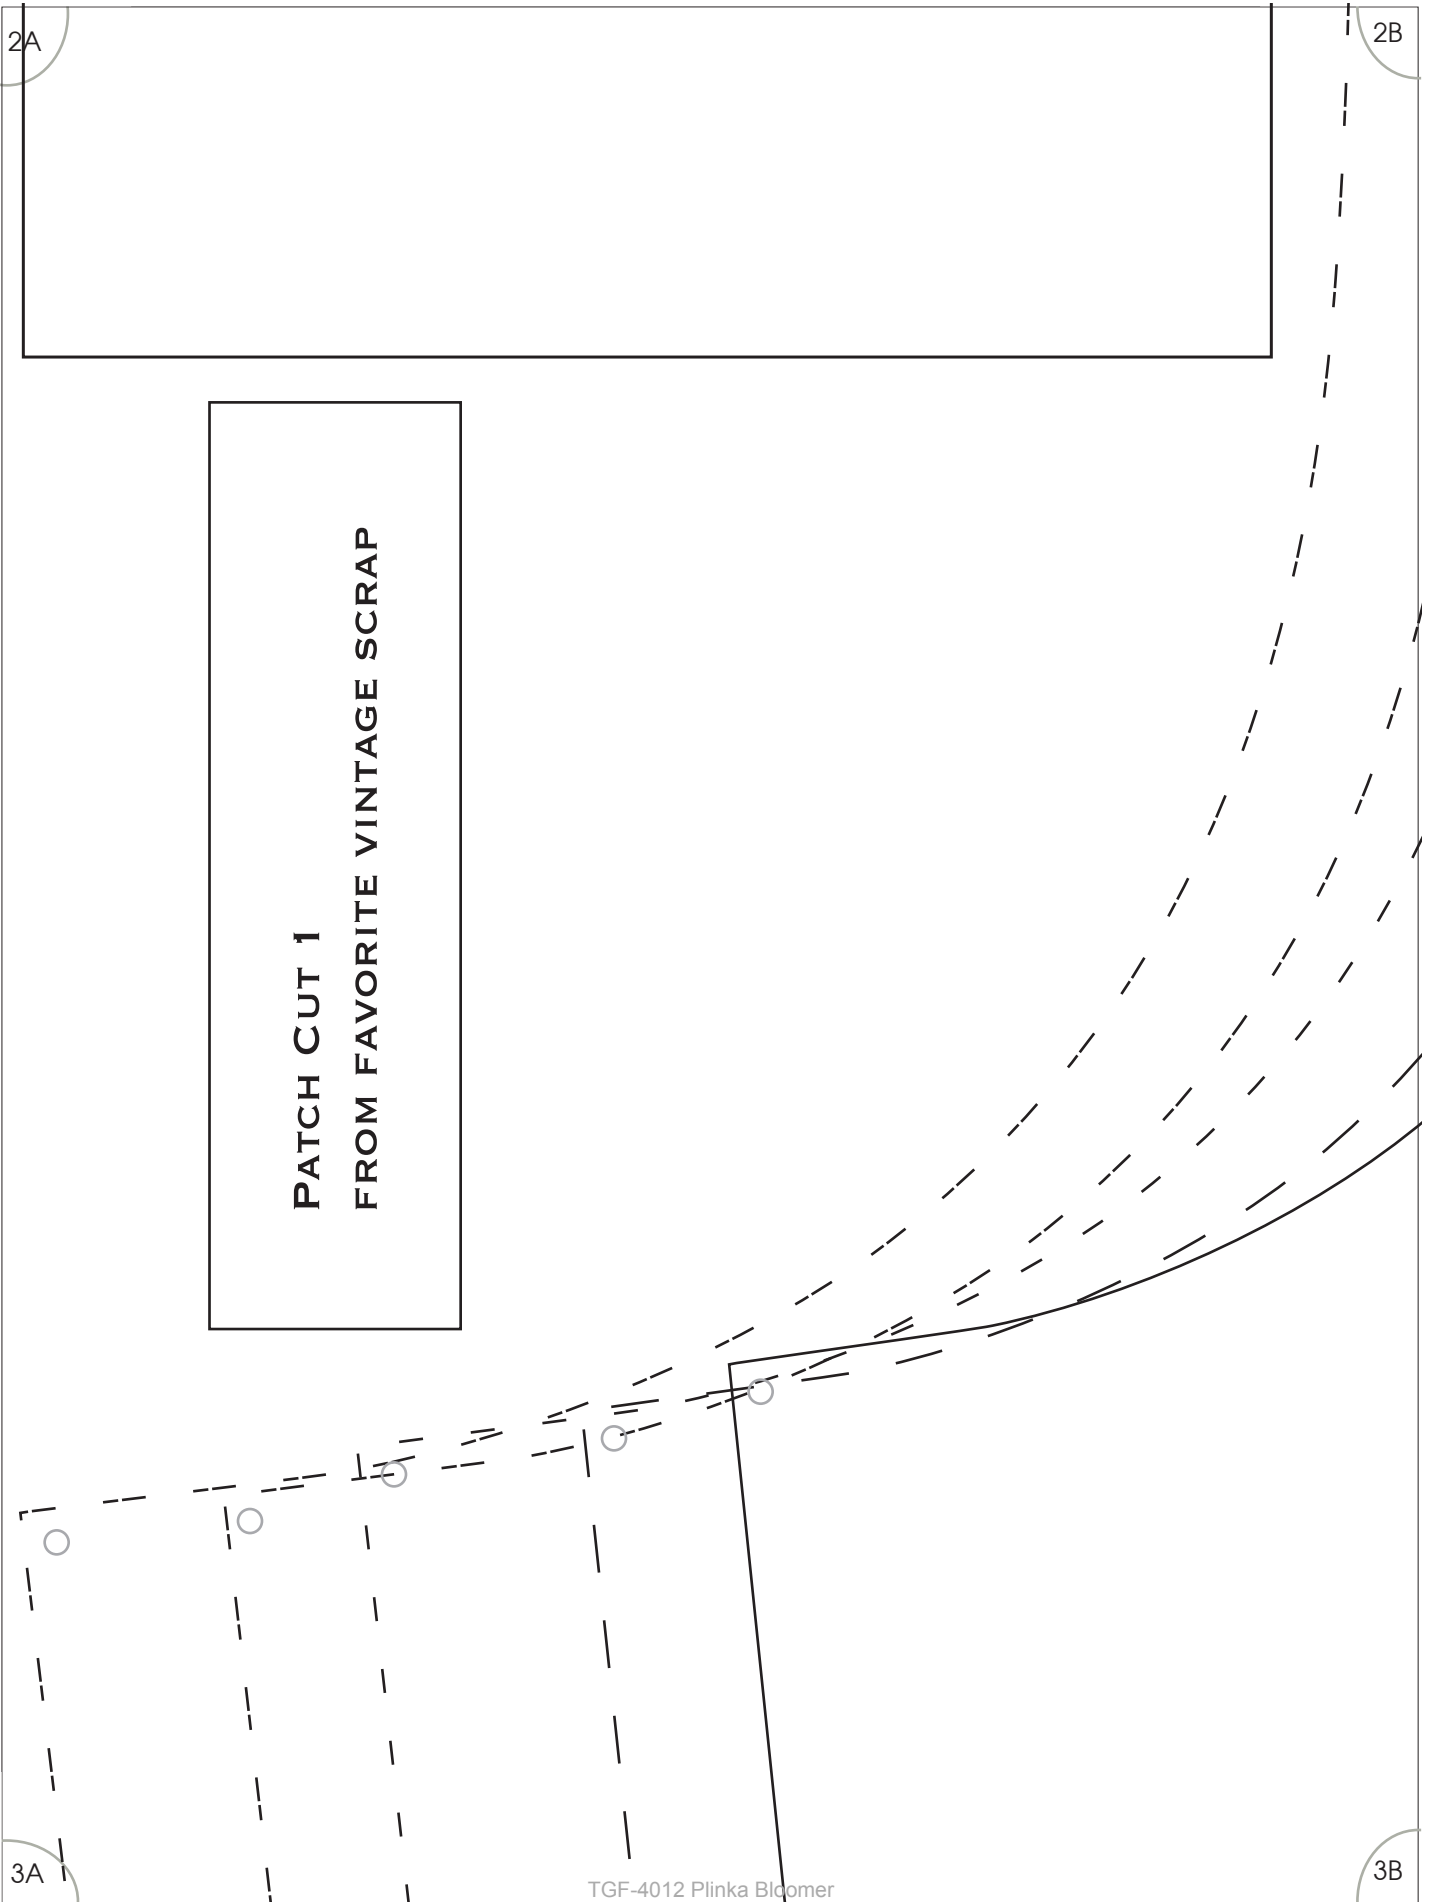 2A
2B
PATCH CUT 1
FROM FAVORITE VINTAGE SCRAP
3A
3B
TGF-4012 Plinka Bloomer